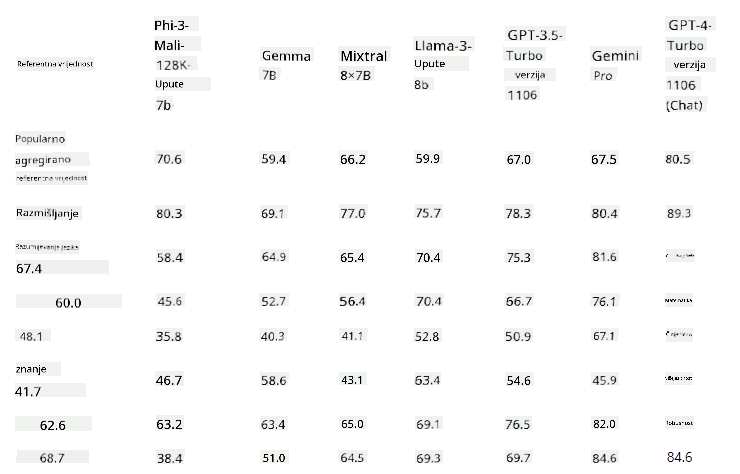 Referentna vrijednost Phi-3-Mali-128K-Upute 7b Gemma 7B Mixtral 8×7B Llama-3-Upute 8b GPT-3.5-Turbo verzija 1106 Gemini Pro GPT-4-Turbo verzija 1106 (Chat)
Popularno agregirano referentna vrijednost 70.6 59.4 66.2 59.9 67.0 67.5 80.5
Razmišljanje 80.3 69.1 77.0 75.7 78.3 80.4 89.3
Razumijevanje jezika 67.4 58.4 64.9 65.4 70.4 75.3 81.6
60.0 45.6 52.7 56.4 70.4 66.7 76.1 Matematika
48.1 35.8 40.3 41.1 52.8 50.9 67.1
znanje 41.7 46.7 58.6 43.1 63.4 54.6 45.9 Višejezičnost
62.6 63.2 63.4 65.0 69.1 76.5 82.0 Robusnost
68.7 38.4 51.0 64.5 69.3 69.7 84.6 84.6